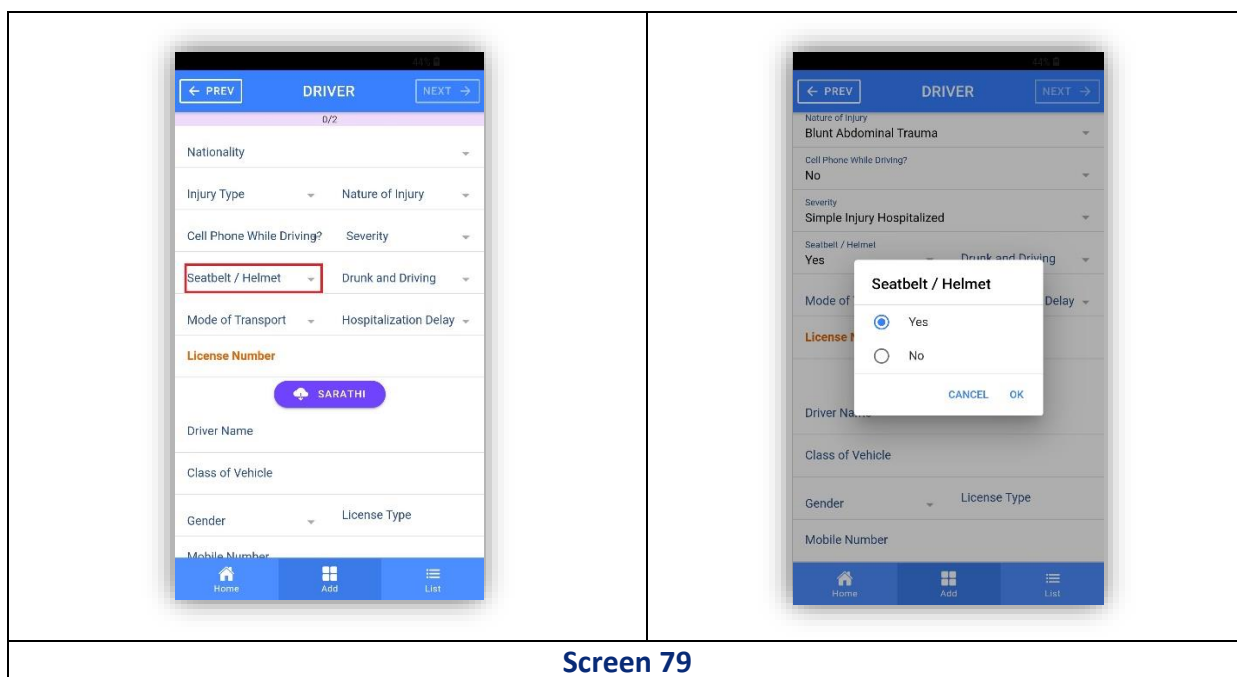 44%
← PREV DRIVER NEXT →
0/2
Nationality
Injury Type Nature of Injury
Cell Phone While Driving? Severity
Seatbelt / Helmet Drunk and Driving
Mode of Transport Hospitalization Delay
License Number
SARATHI
Driver Name
Class of Vehicle
Gender License Type
Mobile Number
Home Add List
44%
← PREV DRIVER NEXT →
Nature of Injury
Blunt Abdominal Trauma
Cell Phone While Driving?
No
Severity
Simple Injury Hospitalized
Seatbelt / Helmet
Yes Drunk and Driving
Seatbelt / Helmet
Mode of Delay
Yes
License
No
CANCEL OK
Driver Na
Class of Vehicle
Gender License Type
Mobile Number
Home Add List
Screen 79